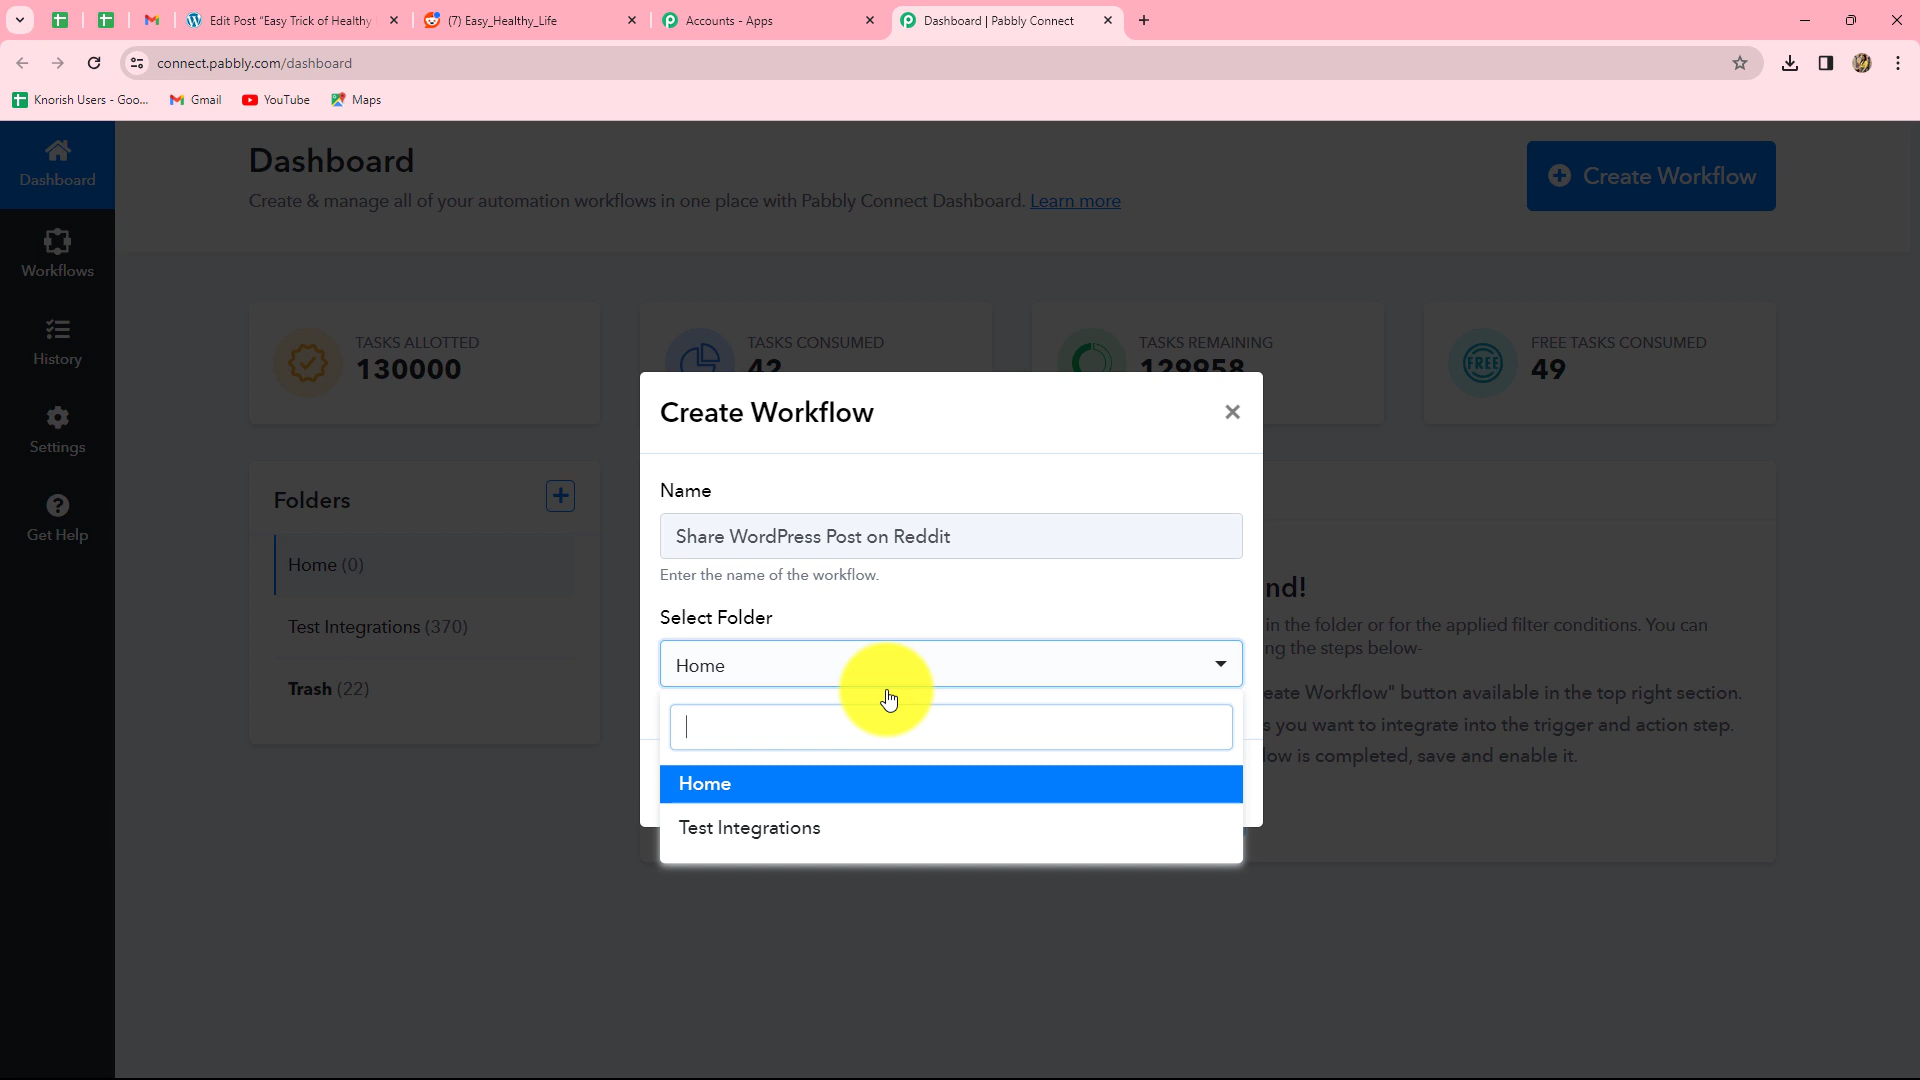 Edit Post "Easy Trick of Healthy
(7) Easy_Healthy_Life
Accounts - Apps
Dashboard | Pabbly Connect
connect.pabbly.com/dashboard
Knorish Users - Goo...
Gmail
YouTube
Maps
Dashboard
Workflows
History
Settings
Get Help
Dashboard
Create & manage all of your automation workflows in one place with Pabbly Connect Dashboard. Learn more
Create Workflow
TASKS ALLOTTED
130000
TASKS CONSUMED
42
TASKS REMAINING
129958
FREE TASKS CONSUMED
FREE
49
Folders
Home (0)
Test Integrations (370)
Trash (22)
Create Workflow
Name
Share WordPress Post on Reddit
Enter the name of the workflow.
Select Folder
Home
Home
Test Integrations
nd!
in the folder or for the applied filter conditions. You can
ng the steps below-
eate Workflow" button available in the top right section.
s you want to integrate into the trigger and action step.
low is completed, save and enable it.